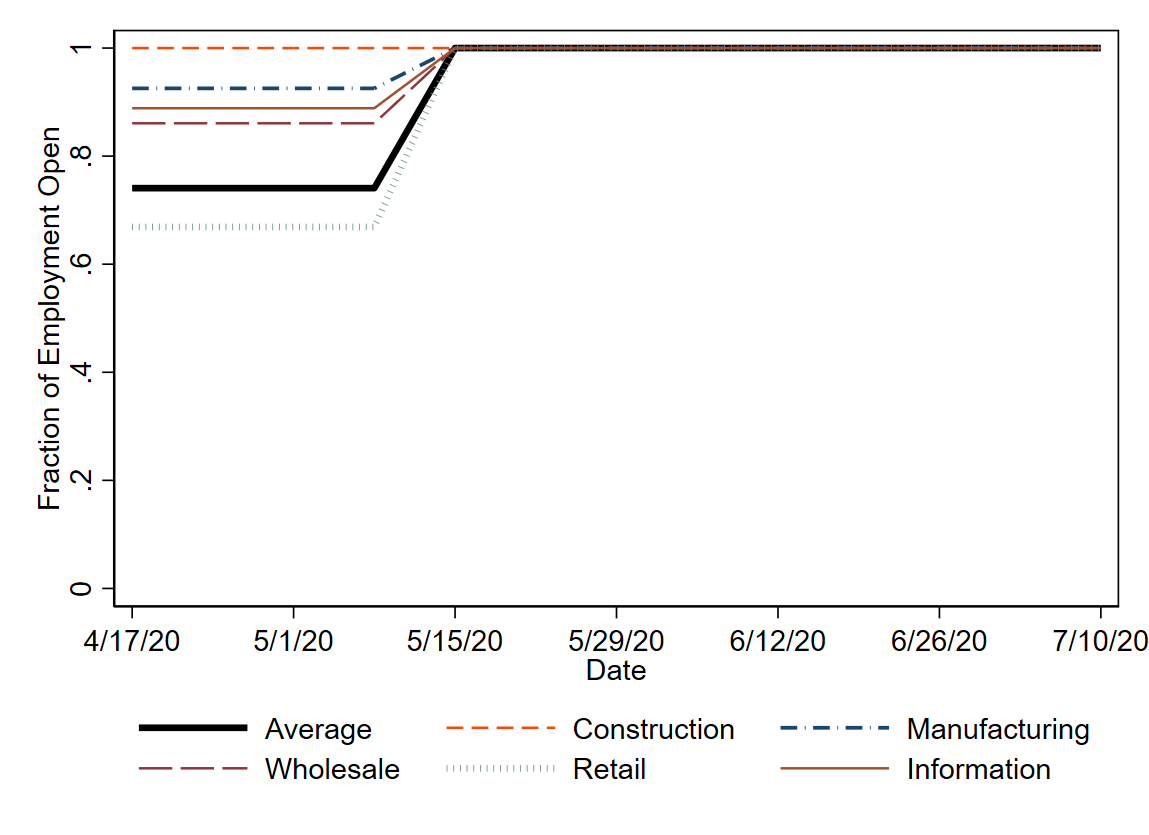 Fraction of Employment Open
1
.8
.6
.4
.2
0
4/17/20 5/1/20 5/15/20 5/29/20 6/12/20 6/26/20 7/10/20
Date
Average Construction Manufacturing
Wholesale Retail Information